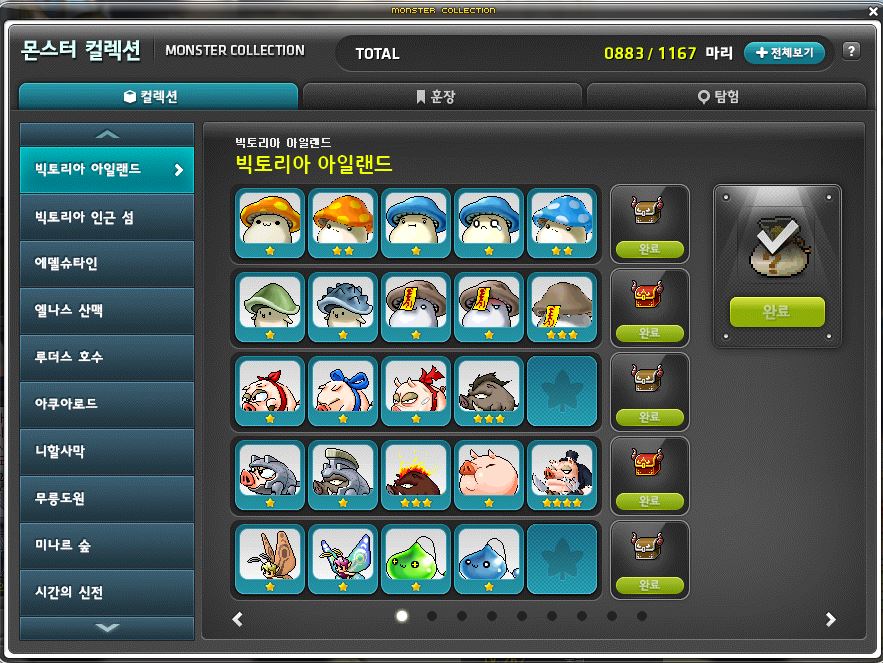 MONSTER COLLECTION
몬스터 컬렉션 MONSTER COLLECTION TOTAL 0883 / 1167 마리 +전체보기 ?
컬렉션 훈장 탐험
빅토리아 아일랜드
빅토리아 인근 섬
에델슈타인
엘나스 산맥
루더스 호수
아쿠아로드
니할사막
무릉도원
미나르 숲
시간의 신전
빅토리아 아일랜드
빅토리아 아일랜드
완료
완료
완료
완료
완료
완료